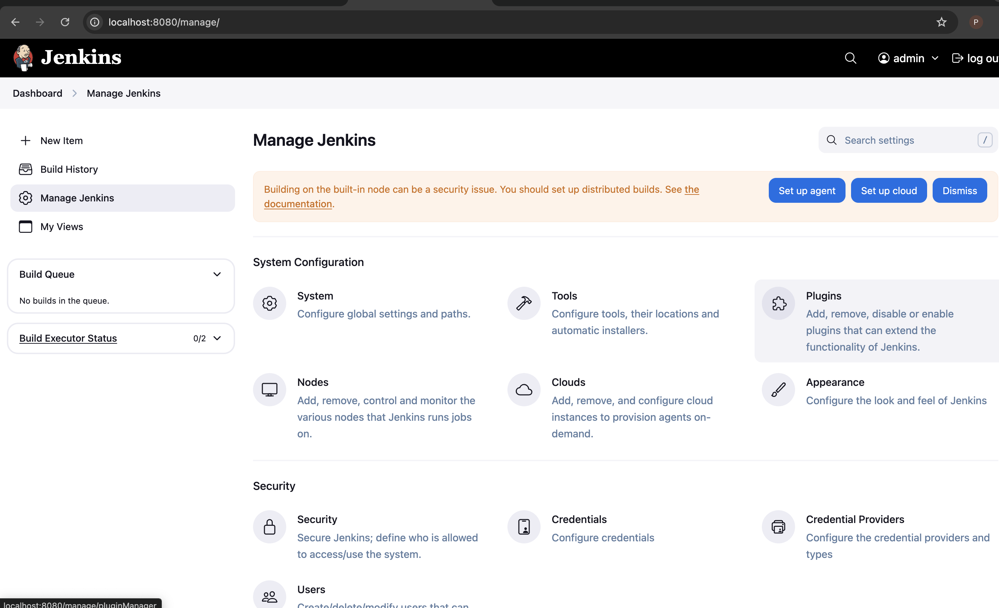 localhost:8080/manage/
P
Jenkins
admin
log ou
Dashboard
Manage Jenkins
New Item
Build History
Manage Jenkins
My Views
Build Queue
No builds in the queue.
Build Executor Status
0/2
Manage Jenkins
Search settings
/
Building on the built-in node can be a security issue. You should set up distributed builds. See the
documentation.
Set up agent
Set up cloud
Dismiss
System Configuration
System
Configure global settings and paths.
Tools
Configure tools, their locations and
automatic installers.
Plugins
Add, remove, disable or enable
plugins that can extend the
functionality of Jenkins.
Nodes
Add, remove, control and monitor the
various nodes that Jenkins runs jobs
on.
Clouds
Add, remove, and configure cloud
instances to provision agents on-
demand.
Appearance
Configure the look and feel of Jenkins
Security
Security
Secure Jenkins; define who is allowed
to access/use the system.
Credentials
Configure credentials
Credential Providers
Configure the credential providers and
types
Users
Create/delete/modify users that can
localhost:8080/manage/pluginManager